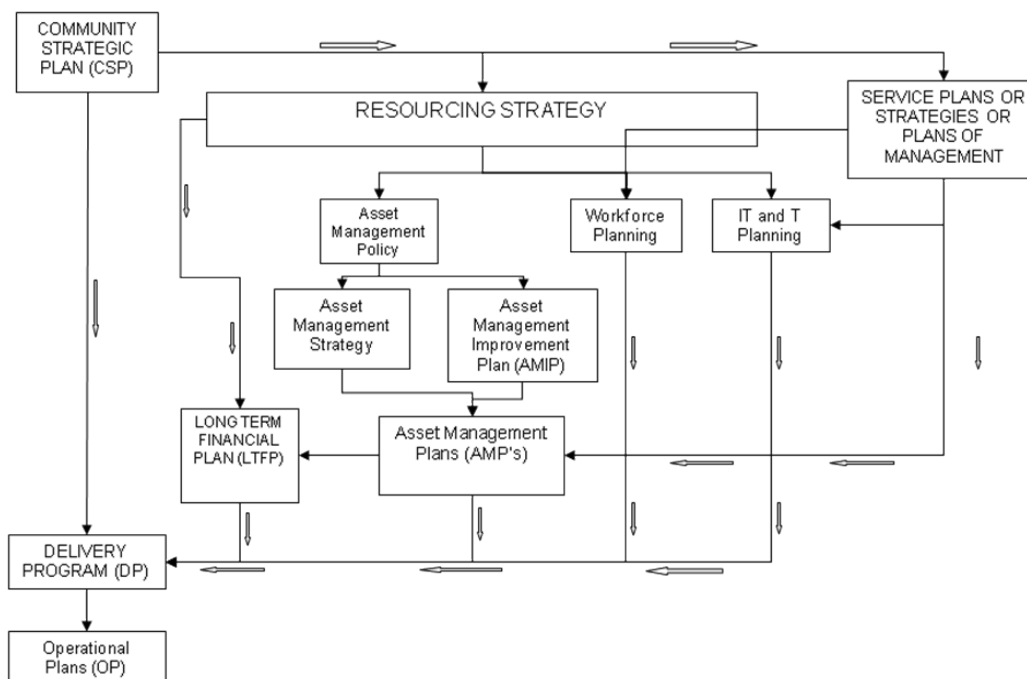 COMMUNITY
STRATEGIC
PLAN (CSP)
RESOURCING STRATEGY
SERVICE PLANS OR
STRATEGIES OR
PLANS OF
MANAGEMENT
Asset
Management
Policy
Workforce
Planning
IT and T
Planning
Asset
Management
Strategy
Asset
Management
Improvement
Plan (AMIP)
LONG TERM
FINANCIAL
PLAN (LTFP)
Asset Management
Plans (AMP's)
DELIVERY
PROGRAM (DP)
Operational
Plans (OP)